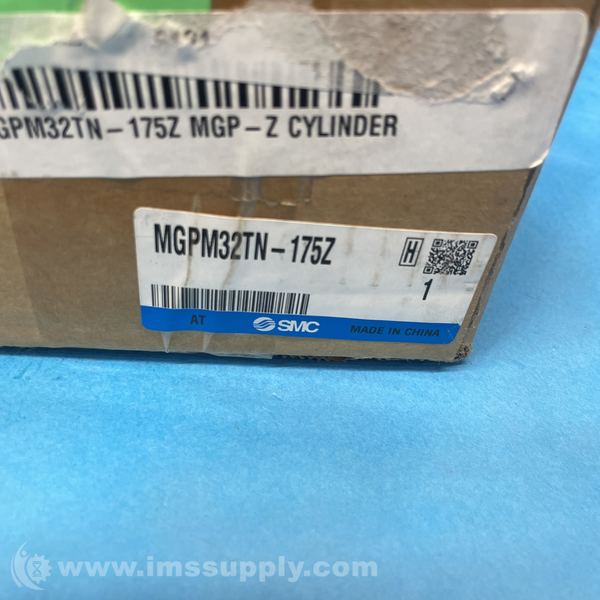 GPM32TN-175Z MGP-Z CYLINDER
MGPM32TN-175Z
H
1
AT
SMC
MADE IN CHINA
www.imssupply.com